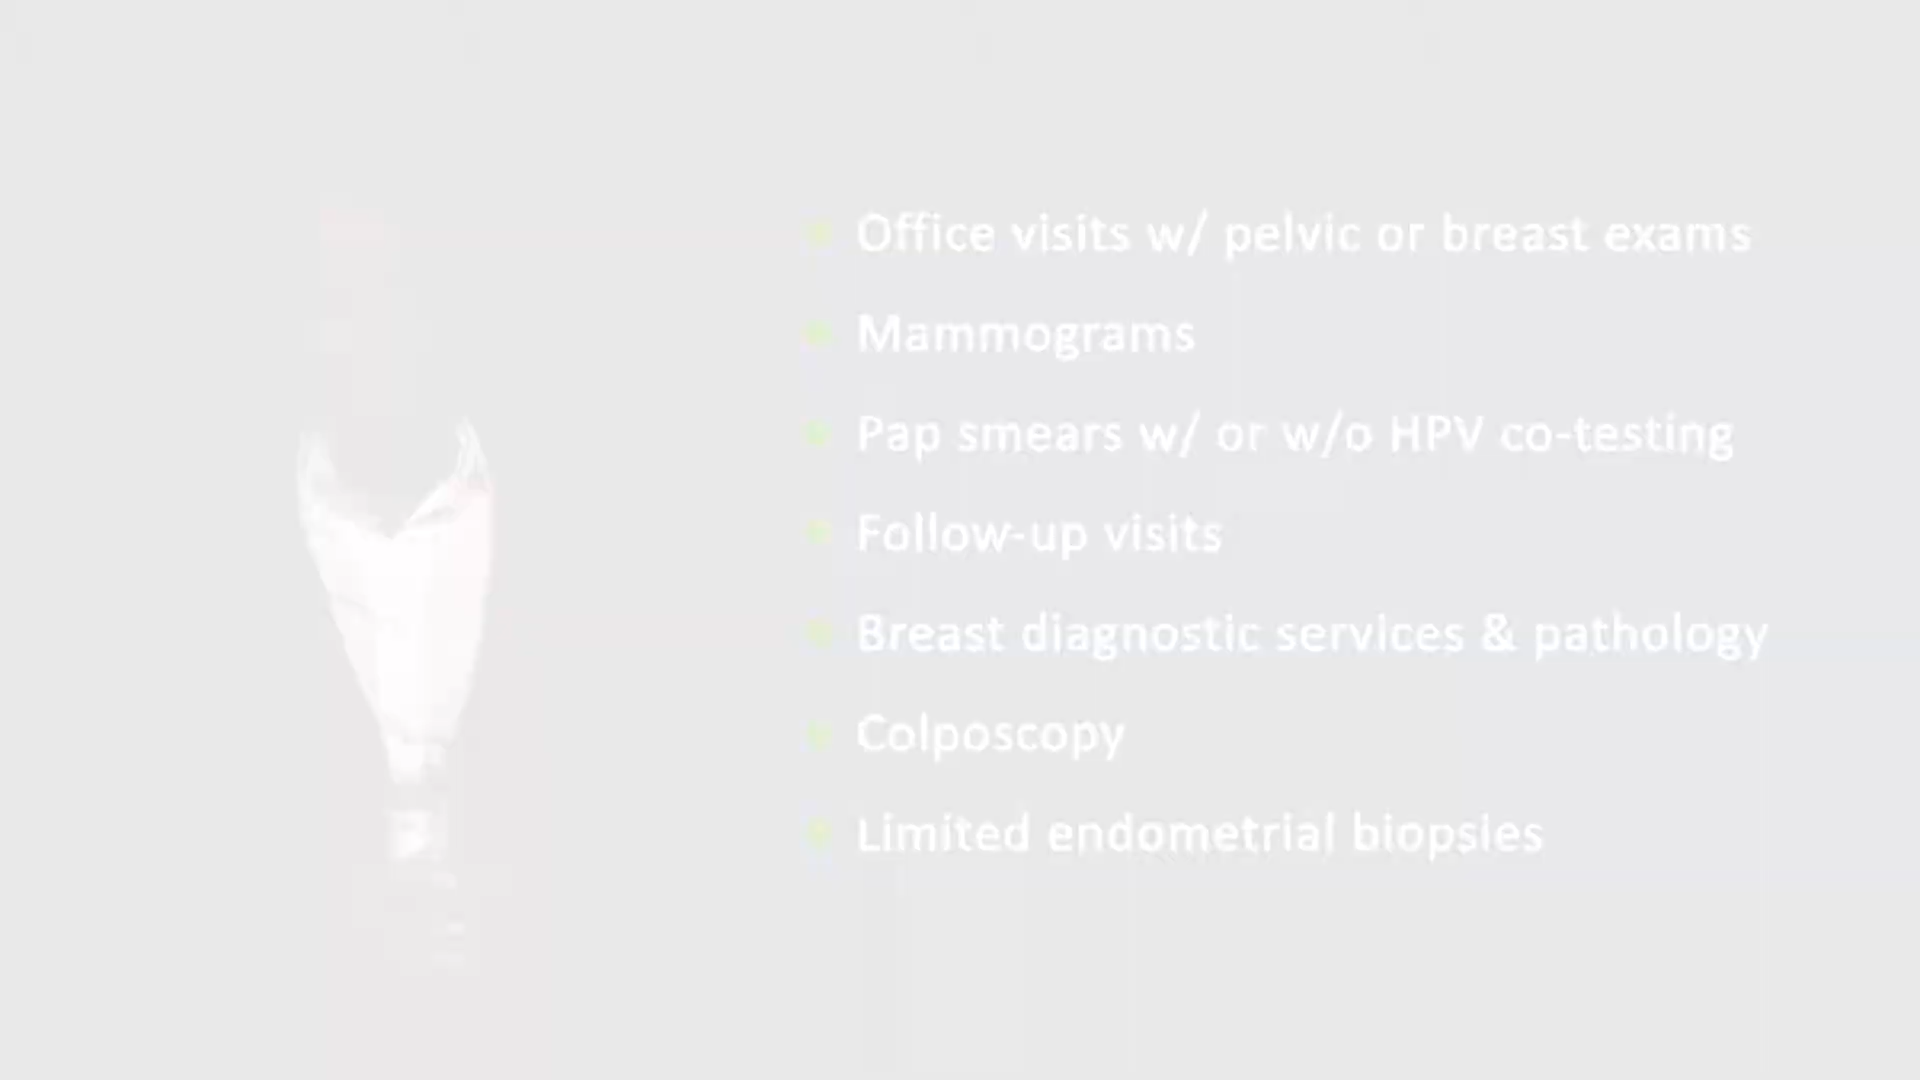 Office visits w/ pelvic or breast exams
Mammograms
Pap smears w/ or w/o HPV co-testing
Follow-up visits
Breast diagnostic services & pathology
Colposcopy
Limited endometrial biopsies